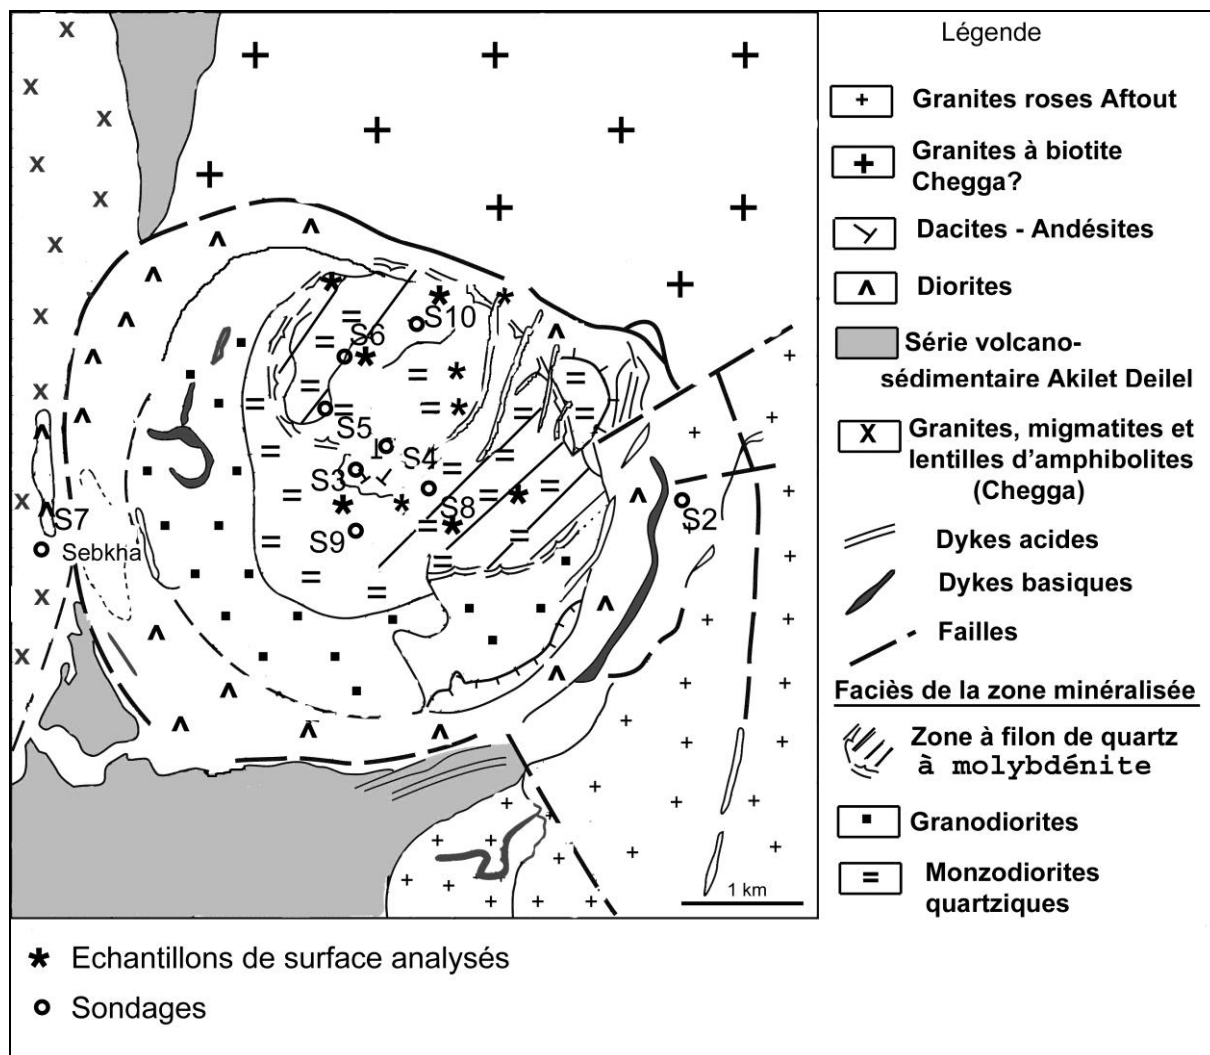 Légende
Granites roses Aftout
Granites à biotite
Chegga?
Dacites - Andésites
Diorites
Série volcano-
sédimentaire Akilet Deilel
Granites, migmatites et
lentilles d'amphibolites
(Chegga)
Dykes acides
Dykes basiques
Failles
Faciès de la zone minéralisée
Zone à filon de quartz
à molybdénite
Granodiorites
Monzodiorites
quartziques
S10
S6
S5
1
S4
S3
S8
S9
S2
S7
Sebkha
1 km
Echantillons de surface analysés
Sondages